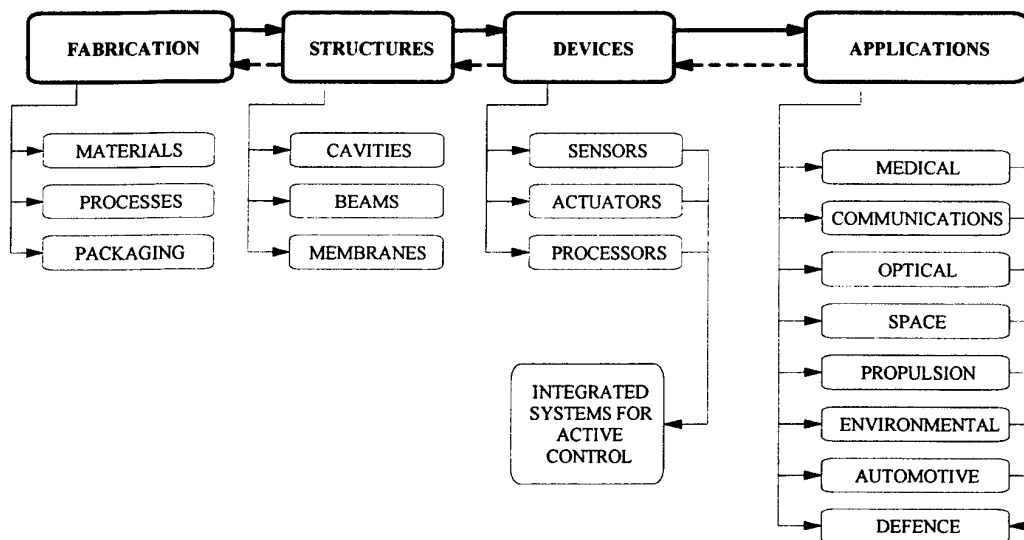 FABRICATION
STRUCTURES
DEVICES
APPLICATIONS
MATERIALS
PROCESSES
PACKAGING
CAVITIES
BEAMS
MEMBRANES
SENSORS
ACTUATORS
PROCESSORS
INTEGRATED
SYSTEMS FOR
ACTIVE
CONTROL
MEDICAL
COMMUNICATIONS
OPTICAL
SPACE
PROPULSION
ENVIRONMENTAL
AUTOMOTIVE
DEFENCE